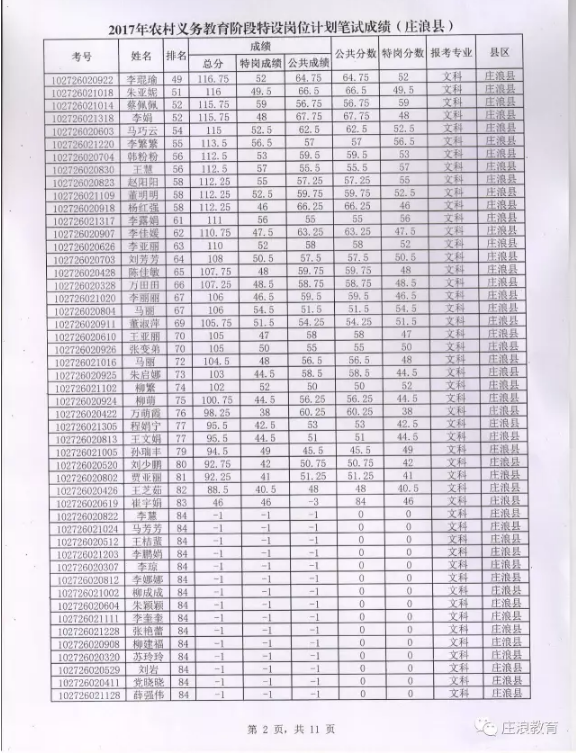 2017年农村义务教育阶段特设岗位计划笔试成绩（庄浪县）
考号 姓名 排名 成绩 公共分数 特岗分数 报考专业 县区
总分 特岗成绩 公共成绩
102726020922 李琨瑜 49 116.75 52 64.75 64.75 52 文科 庄浪县
102726021018 朱亚妮 51 116 49.5 66.5 66.5 49.5 文科 庄浪县
102726021014 蔡佩佩 52 115.75 59 56.75 56.75 59 文科 庄浪县
102726021318 李娟 52 115.75 48 67.75 67.75 48 文科 庄浪县
102726020603 马巧云 54 115 52.5 62.5 62.5 52.5 文科 庄浪县
102726021220 李繁繁 55 113.5 56.5 57 57 56.5 文科 庄浪县
102726020704 韩粉粉 56 112.5 53 59.5 59.5 53 文科 庄浪县
102726020830 王慧 56 112.5 57 55.5 55.5 57 文科 庄浪县
102726020823 赵阳阳 58 112.25 55 57.25 57.25 55 文科 庄浪县
102726021109 董明明 58 112.25 52.5 59.75 59.75 52.5 文科 庄浪县
102726020918 杨红强 58 112.25 46 66.25 66.25 46 文科 庄浪县
102726021317 李露娟 61 111 56 55 55 56 文科 庄浪县
102726020907 李佳媛 62 110.75 47.5 63.25 63.25 47.5 文科 庄浪县
102726020626 李亚丽 63 110 52 58 58 52 文科 庄浪县
102726020703 刘芳芳 64 108 50.5 57.5 57.5 50.5 文科 庄浪县
102726020428 陈佳敏 65 107.75 48 59.75 59.75 48 文科 庄浪县
102726020328 万田田 66 107.25 48.5 58.75 58.75 48.5 文科 庄浪县
102726021020 李丽丽 67 106 46.5 59.5 59.5 46.5 文科 庄浪县
102726020804 马丽 67 106 54.5 51.5 51.5 54.5 文科 庄浪县
102726020911 董淑萍 69 105.75 51.5 54.25 54.25 51.5 文科 庄浪县
102726020610 王亚丽 70 105 47 58 58 47 文科 庄浪县
102726020926 张变弟 70 105 50 55 55 50 文科 庄浪县
102726021016 马丽 72 104.5 48 56.5 56.5 48 文科 庄浪县
102726020925 朱启娜 73 103 44.5 58.5 58.5 44.5 文科 庄浪县
102726021102 柳繁 74 102 52 50 50 52 文科 庄浪县
102726020924 柳萌 75 100.75 44.5 56.25 56.25 44.5 文科 庄浪县
102726020422 万萌霞 76 98.25 38 60.25 60.25 38 文科 庄浪县
102726021305 程娟宁 77 95.5 42.5 53 53 42.5 文科 庄浪县
102726020813 王文娟 77 95.5 44.5 51 51 44.5 文科 庄浪县
102726021005 孙瑞丰 79 94.5 49 45.5 45.5 49 文科 庄浪县
102726020520 刘少鹏 80 92.75 42 50.75 50.75 42 文科 庄浪县
102726020802 贾亚丽 81 92.25 41 51.25 51.25 41 文科 庄浪县
102726020426 王芝茹 82 88.5 40.5 48 48 40.5 文科 庄浪县
102726020619 崔宇娟 83 46 46 -3 84 46 文科 庄浪县
102726020822 李慧 84 -1 -1 -1 0 0 文科 庄浪县
102726021024 马芳芳 84 -1 -1 -1 0 0 文科 庄浪县
102726020512 王桔蓝 84 -1 -1 -1 0 0 文科 庄浪县
102726021203 李鹏娟 84 -1 -1 -1 0 0 文科 庄浪县
102726020307 李琼 84 -1 -1 -1 0 0 文科 庄浪县
102726020812 李娜娜 84 -1 -1 -1 0 0 文科 庄浪县
102726021002 柳成成 84 -1 -1 -1 0 0 文科 庄浪县
102726020604 朱颖颖 84 -1 -1 -1 0 0 文科 庄浪县
102726021111 李奎奎 84 -1 -1 -1 0 0 文科 庄浪县
102726021228 张艳蕾 84 -1 -1 -1 0 0 文科 庄浪县
102726020908 柳建福 84 -1 -1 -1 0 0 文科 庄浪县
102726020320 苏玲玲 84 -1 -1 -1 0 0 文科 庄浪县
102726020529 刘岩 84 -1 -1 -1 0 0 文科 庄浪县
102726020411 党晓晓 84 -1 -1 -1 0 0 文科 庄浪县
102726021128 薛强伟 84 -1 -1 -1 0 0 文科 庄浪县
第 2 页，共 11 页
庄浪教育